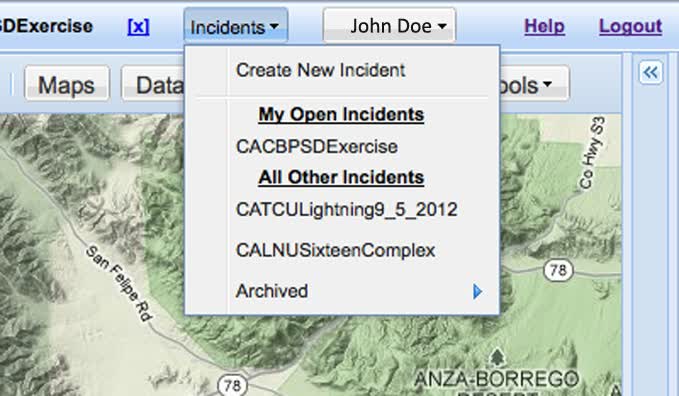 SDExercise [x] Incidents John Doe Help Logout
Maps Data ools
Create New Incident
My Open Incidents
CACBPSDExercise
All Other Incidents
CATCULightning9_5_2012
CALNUSixteenComplex
Archived
Co Hwy S3
San Felipe Rd
78
78
ANZA-BORREGO
DESERT